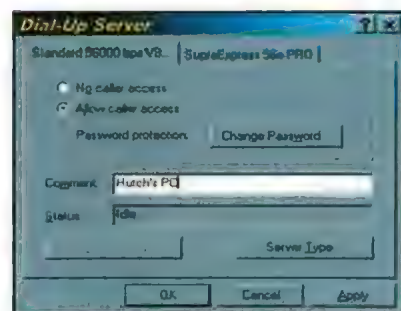 Dial-Up Server
Standard 56000 bps V9... SupraExpress 56e PRO
No caller access
Allow caller access
Password protection: Change Password
Comment: Hutch's PC
Status: Idle
Server Type
OK Cancel Apply